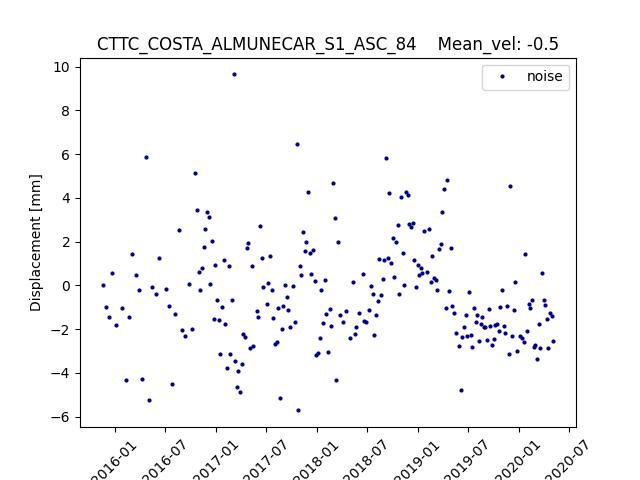 CTTC_COSTA_ALMUNECAR_S1_ASC_84 Mean_vel: -0.5
noise
Displacement [mm]
10
8
6
4
2
0
−2
−4
−6
2016-01 2016-07 2017-01 2017-07 2018-01 2018-07 2019-01 2019-07 2020-01 2020-07